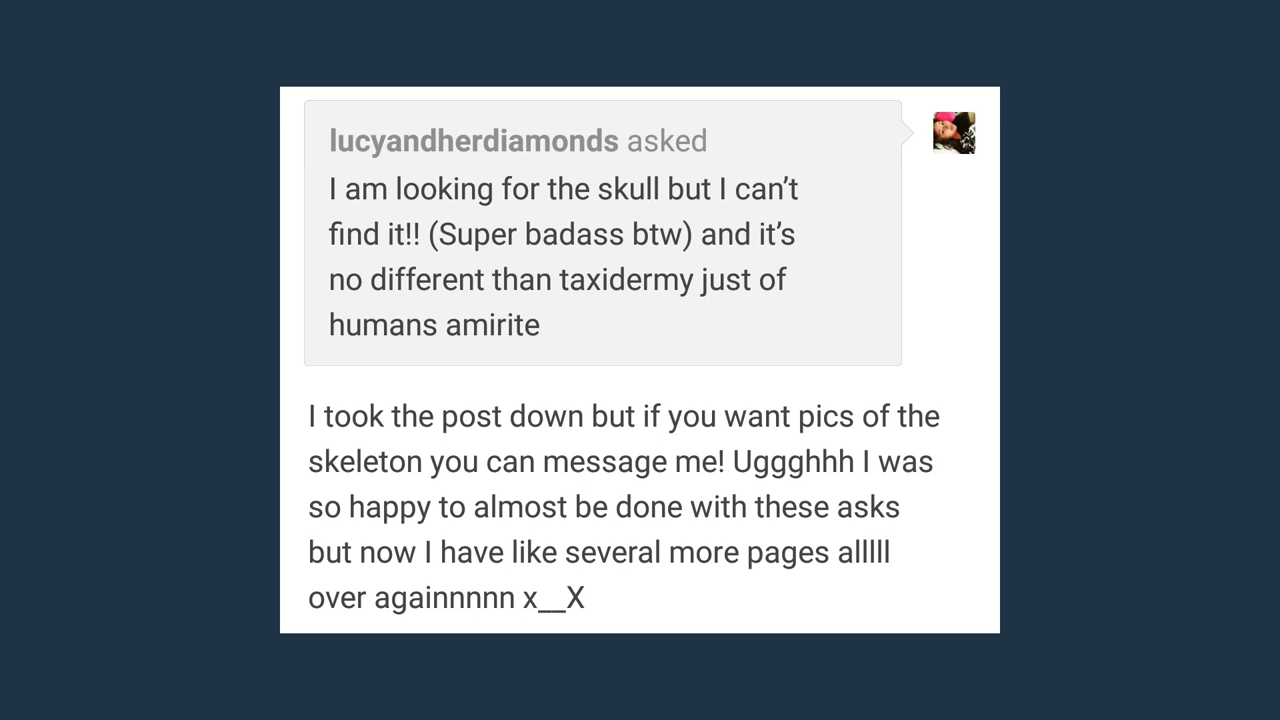 lucyandherdiamonds asked
I am looking for the skull but I can’t
find it!! (Super badass btw) and it’s
no different than taxidermy just of
humans amirite
I took the post down but if you want pics of the
skeleton you can message me! Uggghhh I was
so happy to almost be done with these asks
but now I have like several more pages alllll
over againnnnn x__X